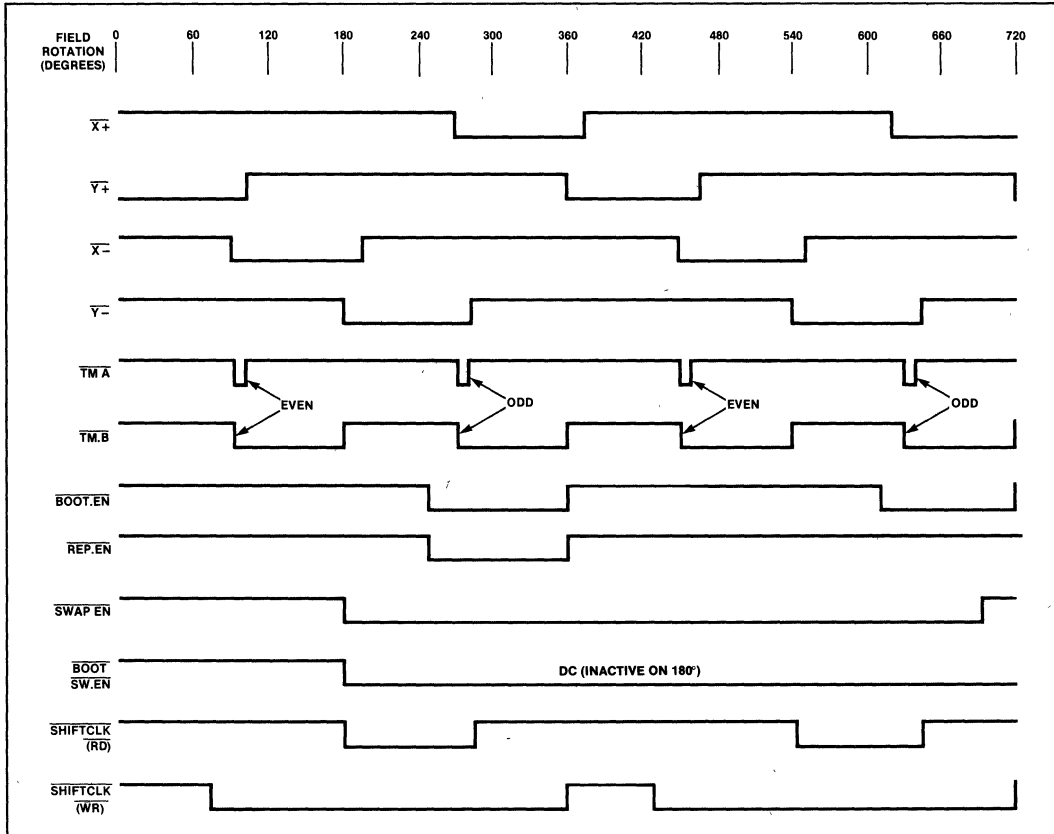 FIELD ROTATION (DEGREES)
0 60 120 180 240 300 360 420 480 540 600 660 720
X+
Y+
X−
Y−
TM A
EVEN ODD EVEN ODD
TM.B
BOOT.EN
REP.EN
SWAP EN
BOOT
SW.EN
DC (INACTIVE ON 180°)
SHIFTCLK
(RD)
SHIFTCLK
(WR)